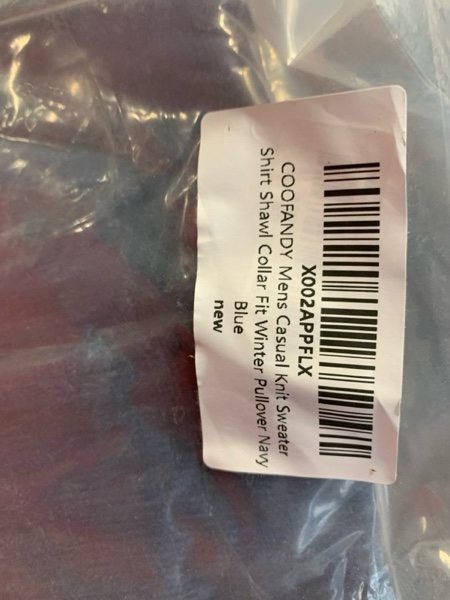 X002APPFLX
COOFANDY Mens Casual Knit Sweater
Shirt Shawl Collar Fit Winter Pullover Navy
Blue
new